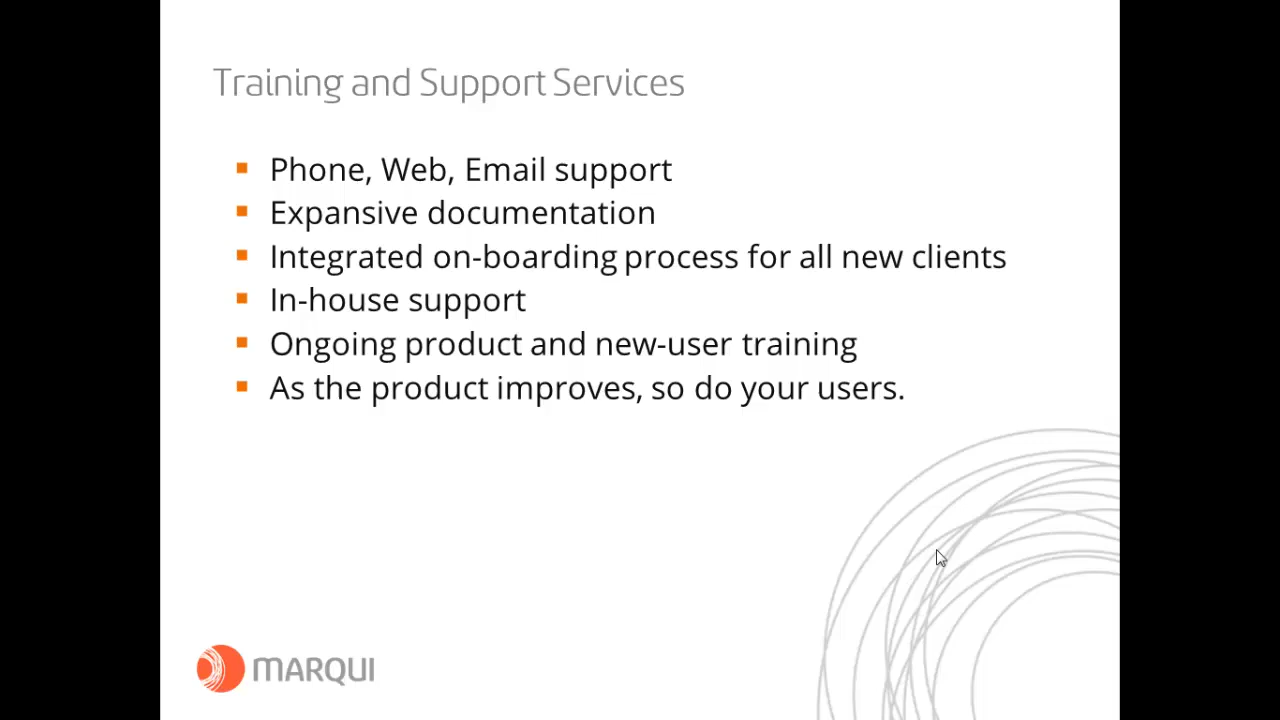 Training and Support Services
Phone, Web, Email support
Expansive documentation
Integrated on-boarding process for all new clients
In-house support
Ongoing product and new-user training
As the product improves, so do your users.
MARQUI